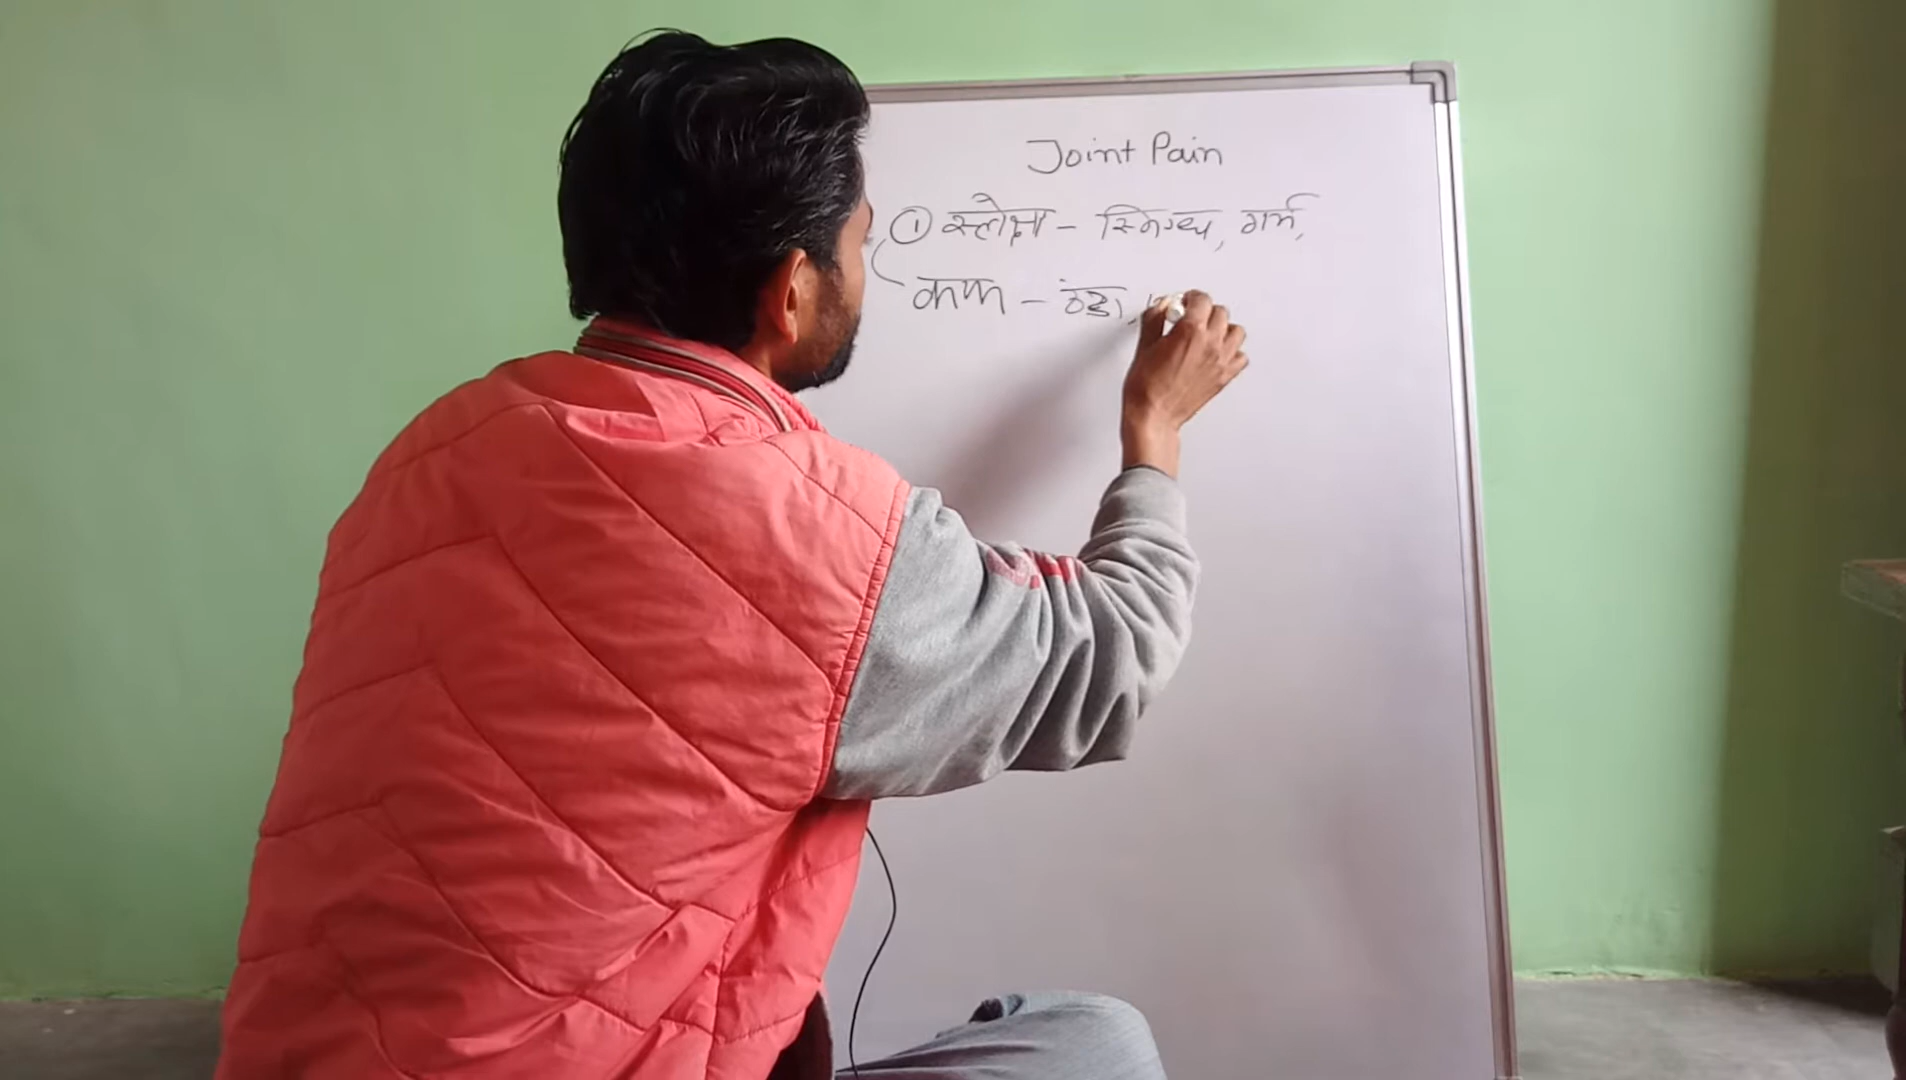 Joint Pain
① स्लेष्मा - स्निग्ध, गर्म,
कफ - ठंडा,